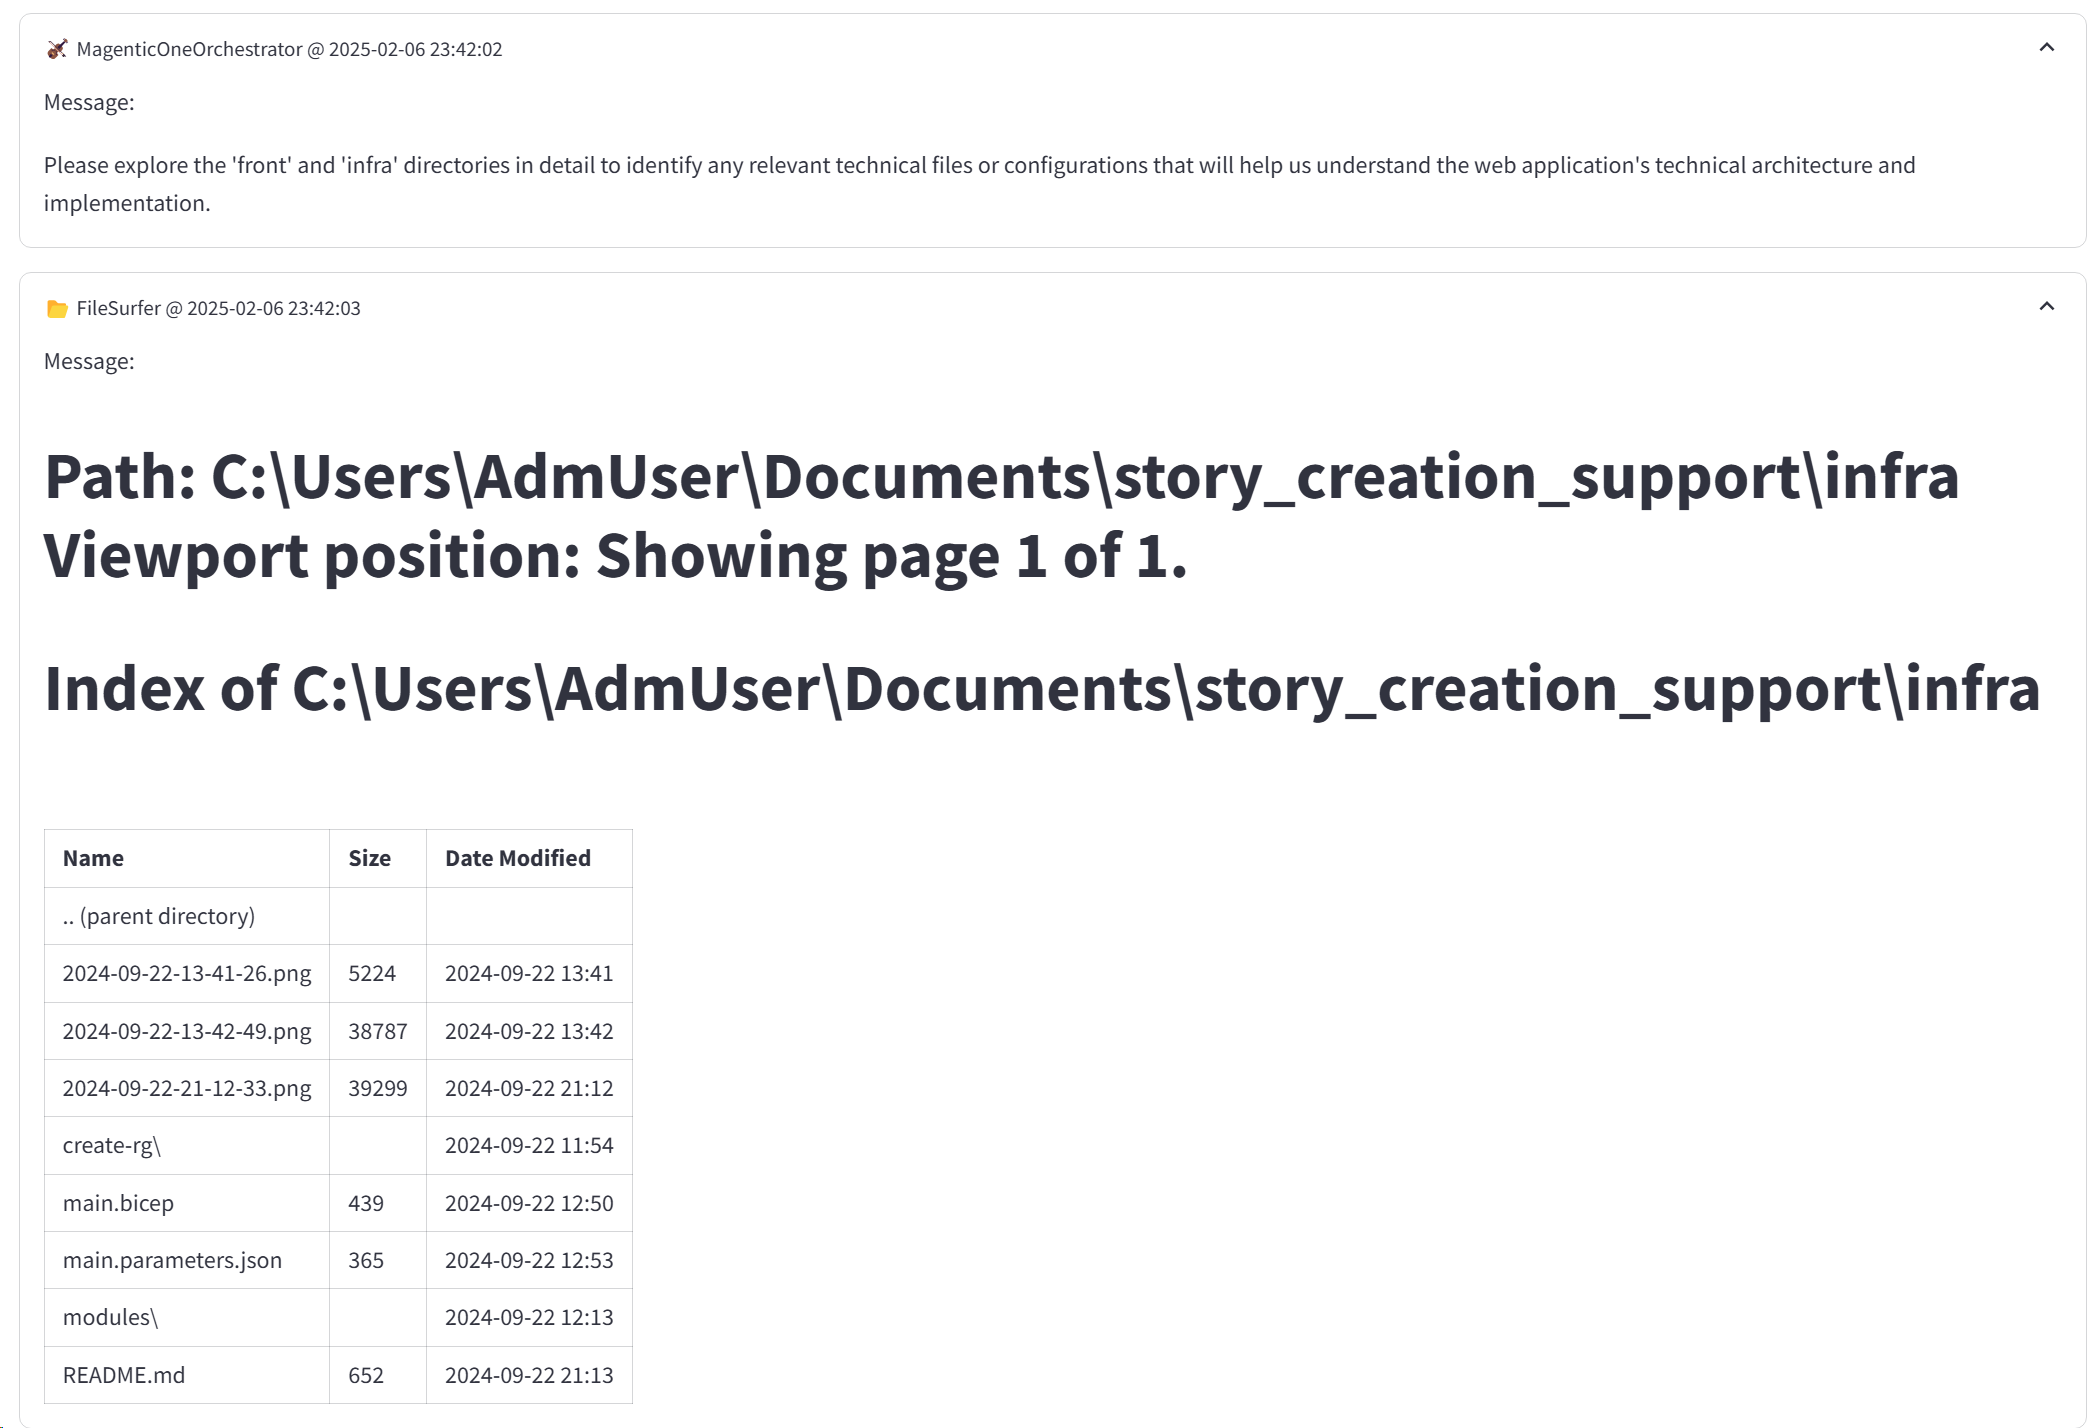 MagenticOneOrchestrator @ 2025-02-06 23:42:02
Message:
Please explore the 'front' and 'infra' directories in detail to identify any relevant technical files or configurations that will help us understand the web application's technical architecture and
implementation.
FileSurfer @ 2025-02-06 23:42:03
Message:
Path: C:\Users\AdmUser\Documents\story_creation_support\infra
Viewport position: Showing page 1 of 1.
Index of C:\Users\AdmUser\Documents\story_creation_support\infra
Name Size Date Modified
.. (parent directory)
2024-09-22-13-41-26.png 5224 2024-09-22 13:41
2024-09-22-13-42-49.png 38787 2024-09-22 13:42
2024-09-22-21-12-33.png 39299 2024-09-22 21:12
create-rg\ 2024-09-22 11:54
main.bicep 439 2024-09-22 12:50
main.parameters.json 365 2024-09-22 12:53
modules\ 2024-09-22 12:13
README.md 652 2024-09-22 21:13